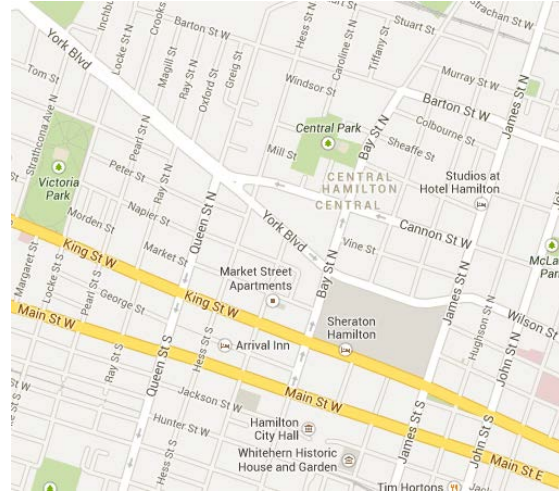 Barton St W
Stuart St
York Blvd
Locke St N
Magill St
Ray St N
Oxford St
Greig St
Hess St N
Caroline St N
Tiffany St
Stuart St
Murray St W
Tom St
Strathcona Ave N
Windsor St
Barton St W
Colbourne St
James St N
Central Park
Bay St N
Sheaffe St
Pearl St N
Mill St
Studios at
Hotel Hamilton
Victoria
Park
Peter St
Ray St N
CENTRAL
HAMILTON
CENTRAL
Napier St
Queen St N
York Blvd
Cannon St W
Morden St
Market St
Vine St
King St W
Market Street
Apartments
Bay St N
James St N
Wilson St
Margaret St
Locke St S
Pearl St S
George St
King St W
Sheraton
Hamilton
Hughson St N
John St N
Main St W
Ray St S
Queen St S
Hess St S
Arrival Inn
Jackson St W
Main St W
Hunter St W
Hamilton
City Hall
James St S
John St S
Main St E
Hess St S
Whitehern Historic
House and Garden
Tim Hortons